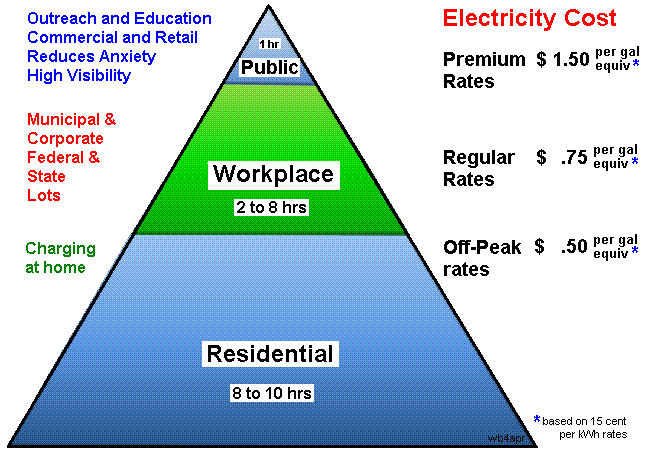 Outreach and Education
Commercial and Retail
Reduces Anxiety
High Visibility
1 hr
Public
Electricity Cost
Premium Rates $ 1.50 per gal equiv *
Municipal &
Corporate
Federal &
State
Lots
Workplace
2 to 8 hrs
Regular Rates $ .75 per gal equiv *
Charging
at home
Off-Peak rates $ .50 per gal equiv *
Residential
8 to 10 hrs
wb4apr
* based on 15 cent
per kWh rates